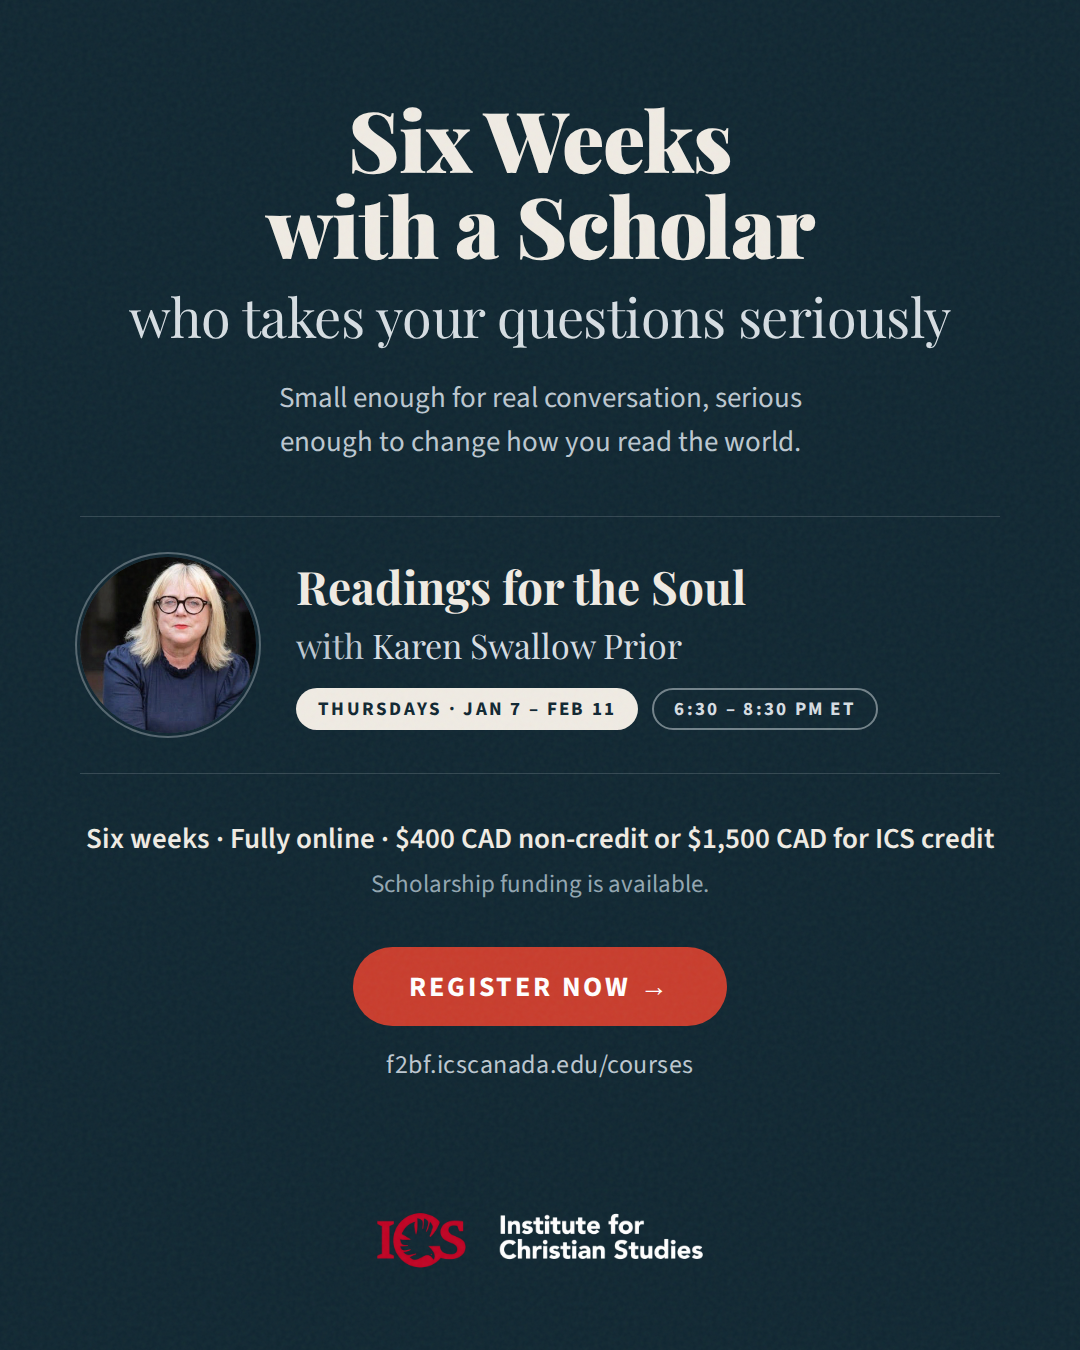 Six Weeks
with a Scholar
who takes your questions seriously
Small enough for real conversation, serious
enough to change how you read the world.
Readings for the Soul
with Karen Swallow Prior
THURSDAYS · JAN 7 – FEB 11
6:30 – 8:30 PM ET
Six weeks · Fully online · $400 CAD non-credit or $1,500 CAD for ICS credit
Scholarship funding is available.
REGISTER NOW →
f2bf.icscanada.edu/courses
ICS
Institute for
Christian Studies